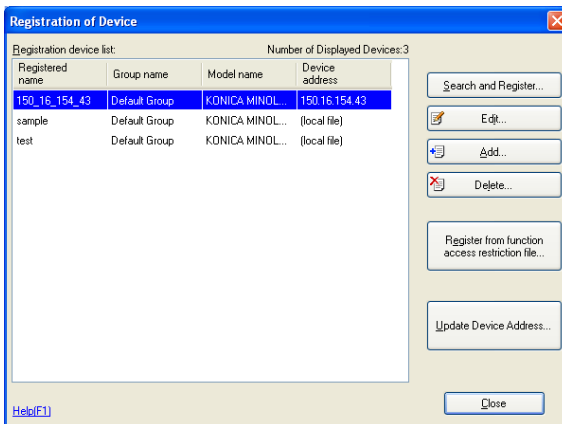 Registration of Device
Registration device list:
Number of Displayed Devices:3
Registered name
Group name
Model name
Device address
150_16_154_43 Default Group KONICA MINOL... 150.16.154.43
sample Default Group KONICA MINOL... (local file)
test Default Group KONICA MINOL... (local file)
Search and Register...
Edit...
Add...
Delete...
Register from function
access restriction file...
Update Device Address...
Close
Help(F1)